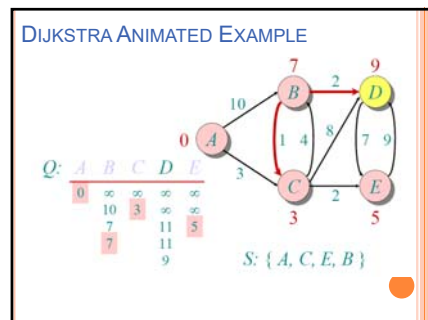 DIJKSTRA ANIMATED EXAMPLE
7
9
B
2
D
10
0
A
1
4
8
7
9
3
C
2
E
3
5
Q: A B C D E
0 ∞ ∞ ∞ ∞
10 3 ∞ ∞
7 11 5
7 11
9
S: { A, C, E, B }